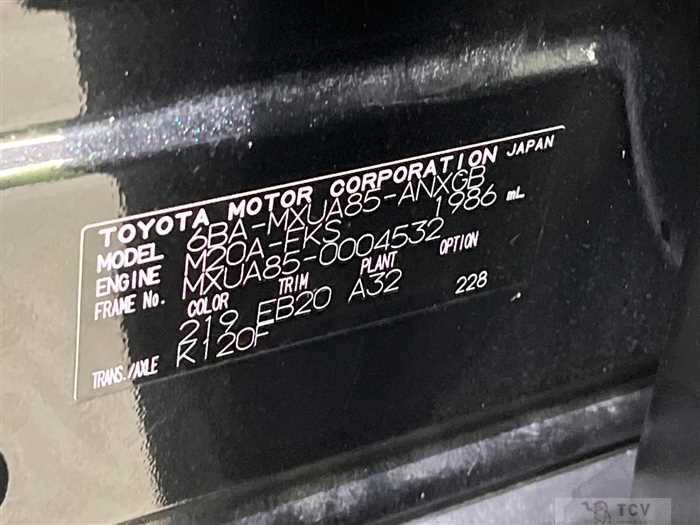 TOYOTA MOTOR CORPORATION JAPAN
MODEL 6BA-MXUA85-ANXGB
ENGINE M20A-FKS 1986 mL
FRAME No. MXUA85-0004532
COLOR TRIM PLANT OPTION
219 EB20 A32 228
TRANS./AXLE K120F
TCV